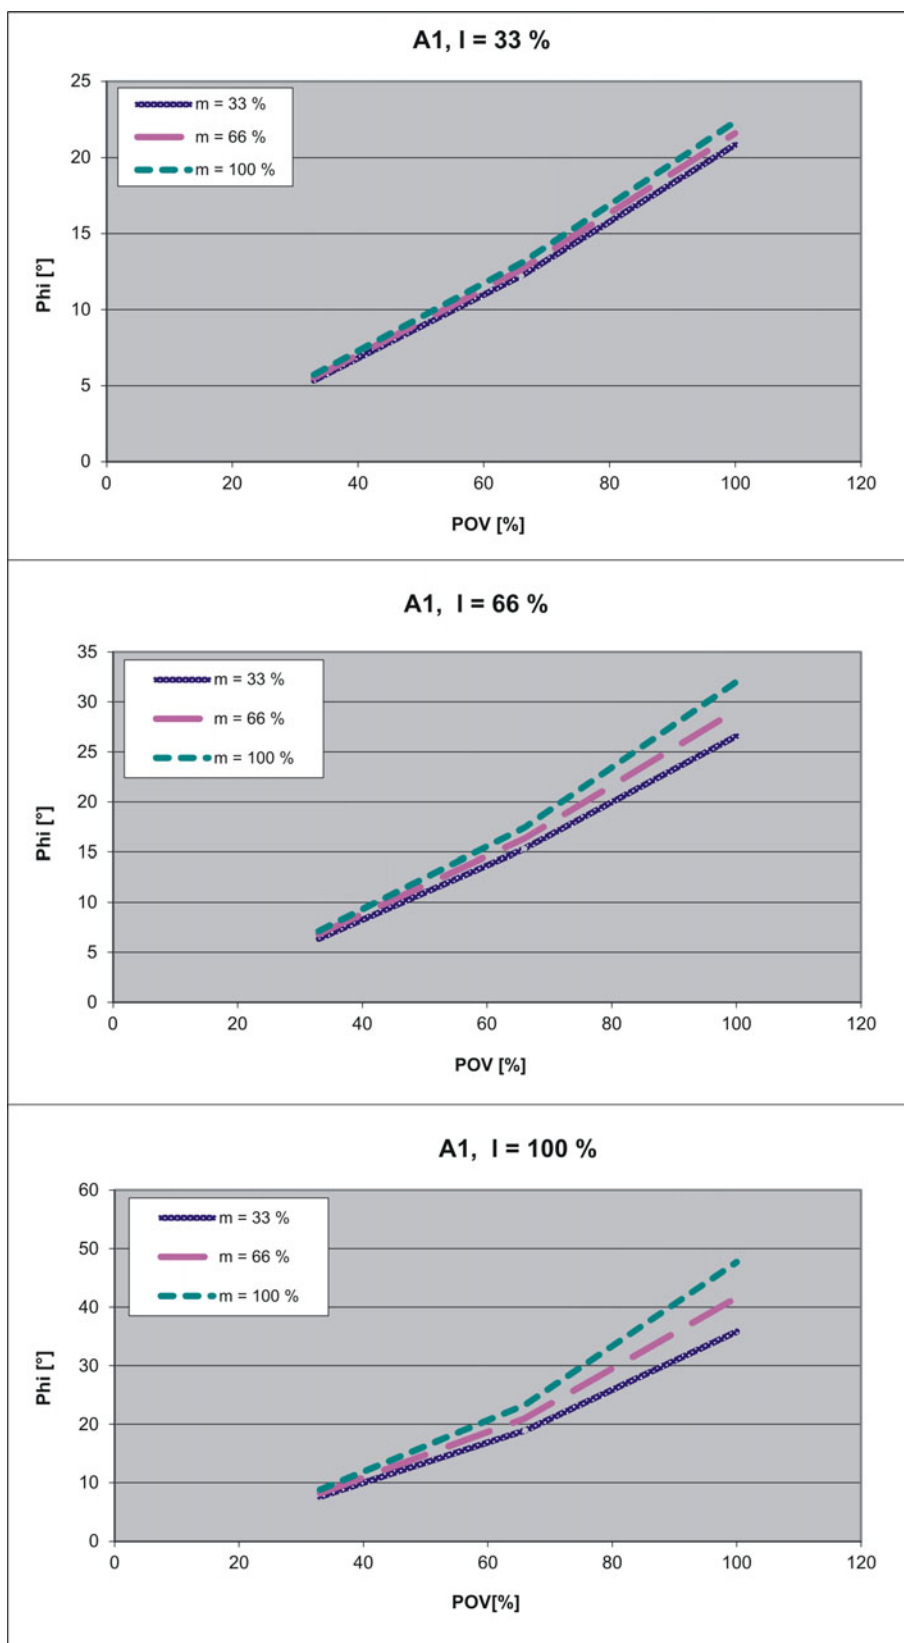 A1, I = 33 %
25
20
15
10
5
0
m = 33 %
m = 66 %
m = 100 %
Phi [°]
0 20 40 60 80 100 120
POV [%]
A1, I = 66 %
35
30
25
20
15
10
5
0
m = 33 %
m = 66 %
m = 100 %
Phi [°]
0 20 40 60 80 100 120
POV [%]
A1, I = 100 %
60
50
40
30
20
10
0
m = 33 %
m = 66 %
m = 100 %
Phi [°]
0 20 40 60 80 100 120
POV[%]